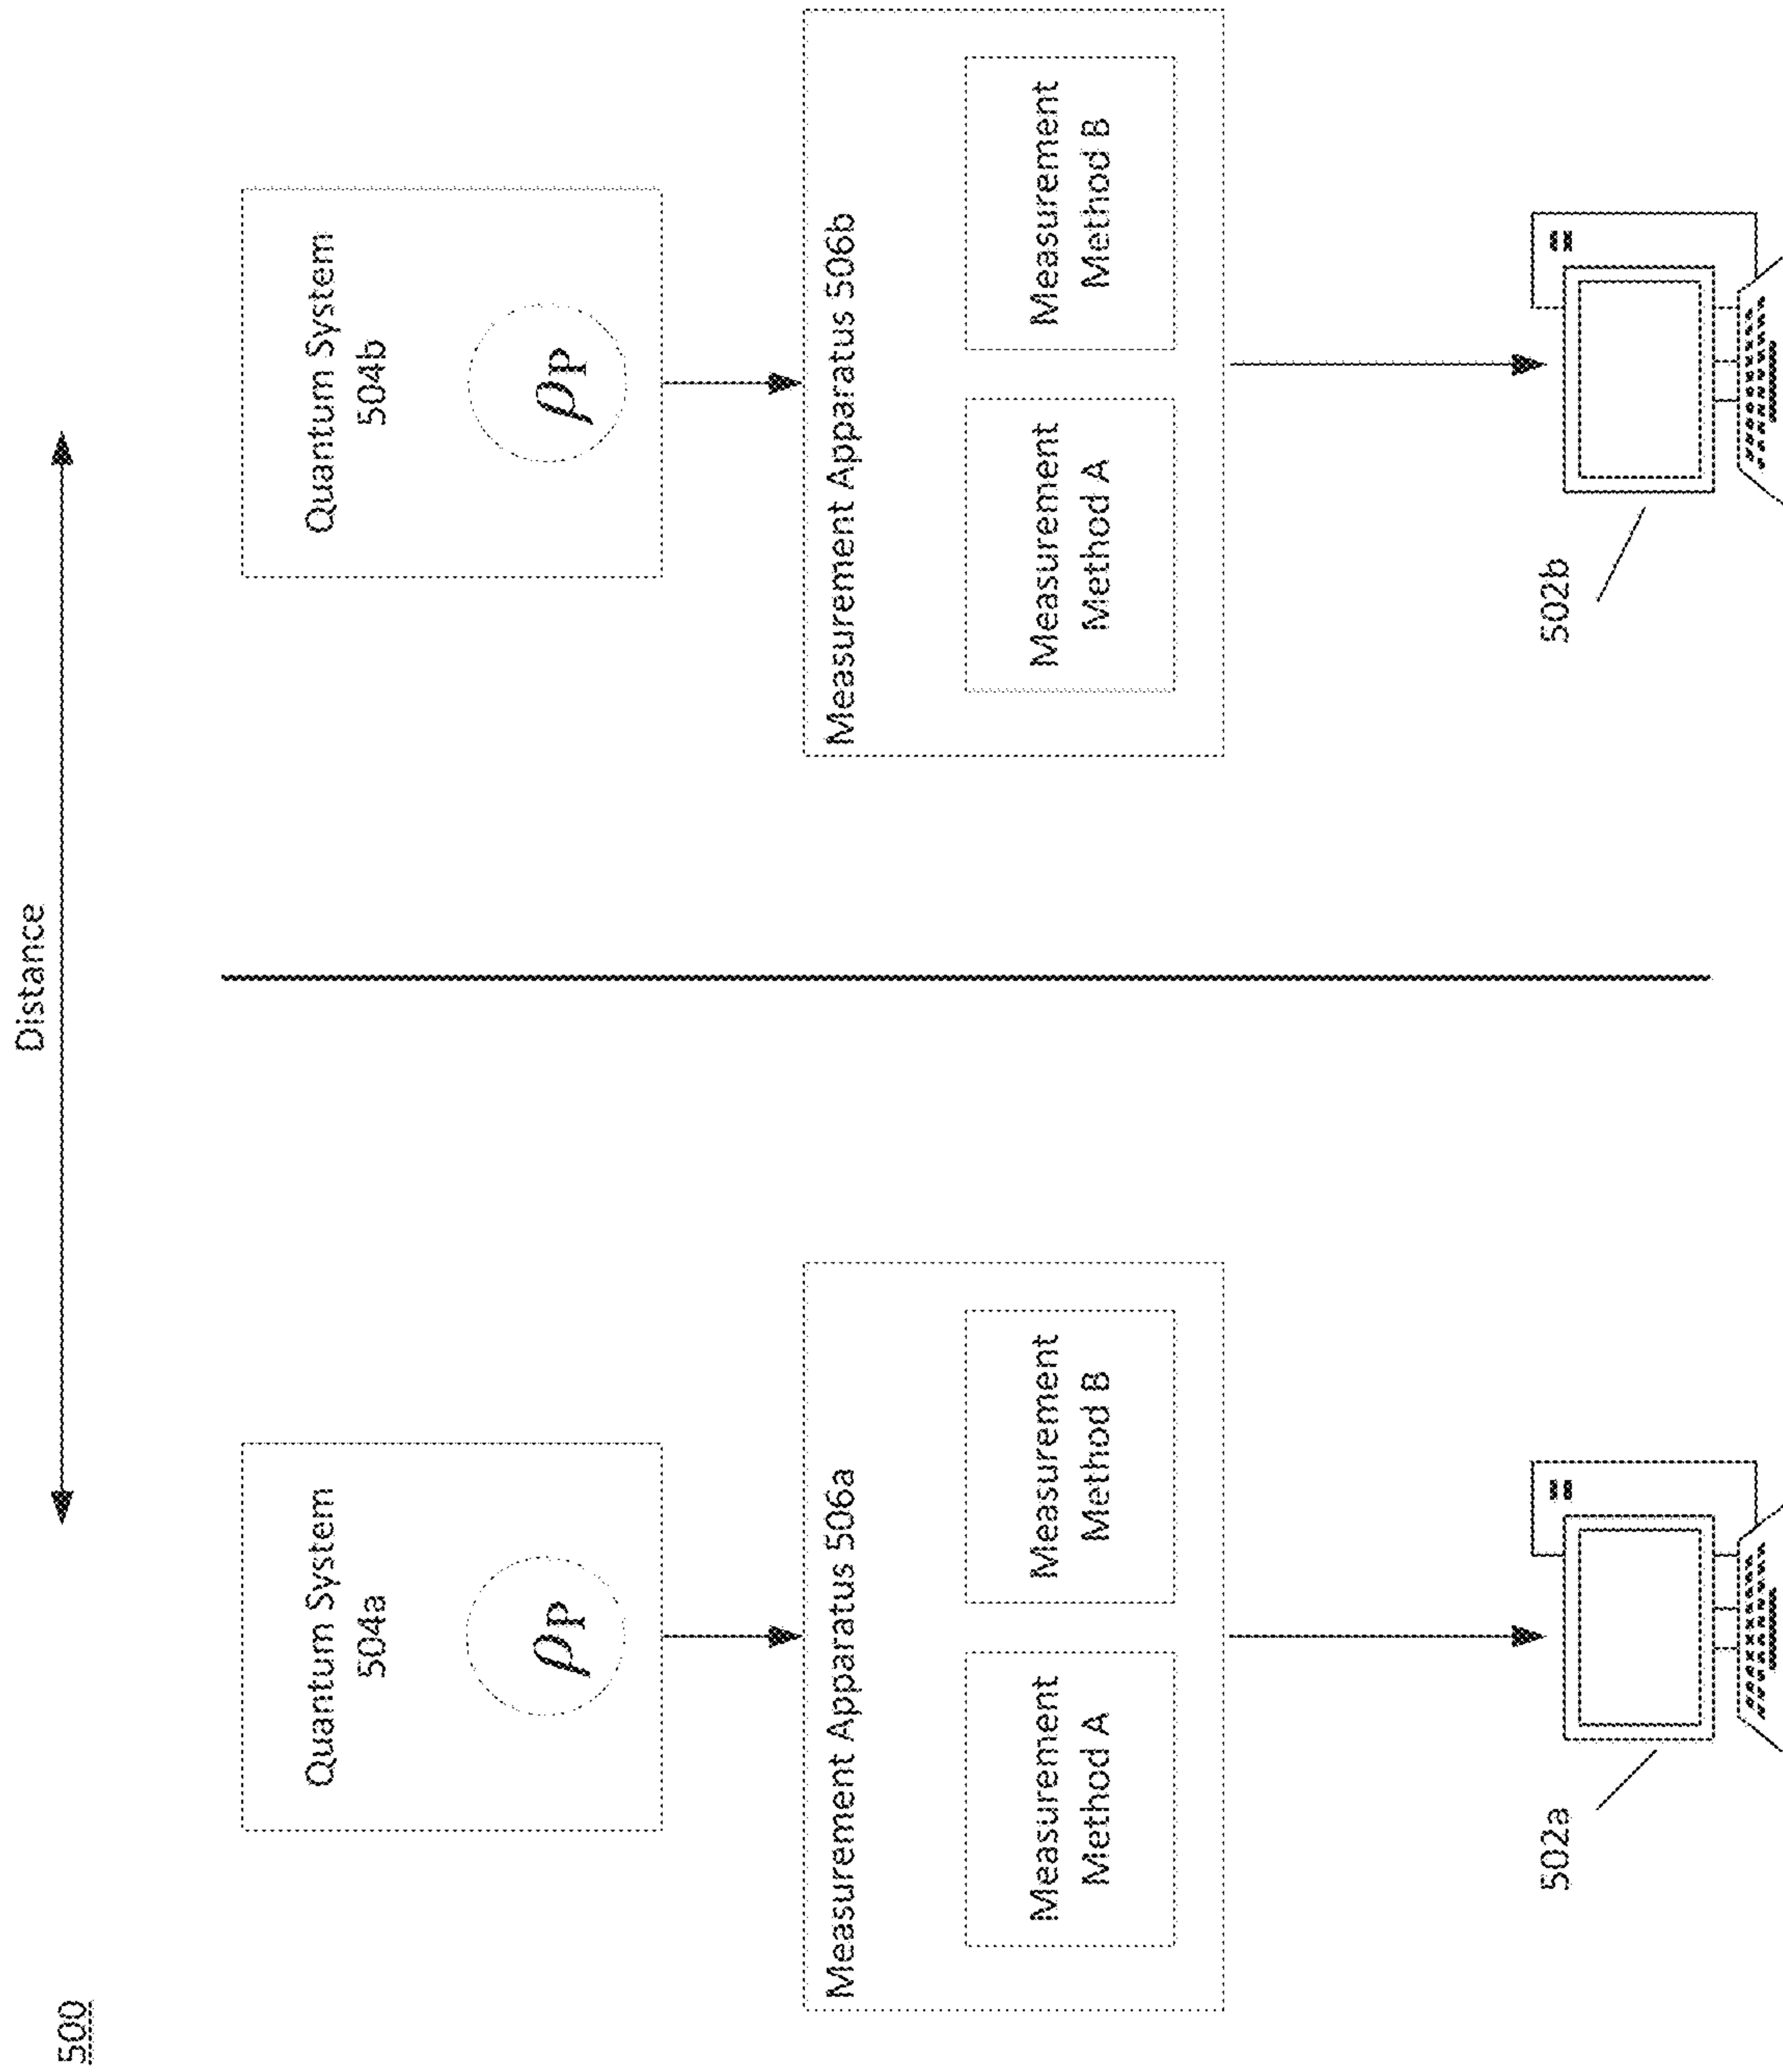 500
Distance
Quantum System
504a
ρP
Measurement Apparatus 506a
Measurement
Method A
Measurement
Method B
502a
Quantum System
504b
ρP
Measurement Apparatus 506b
Measurement
Method A
Measurement
Method B
502b